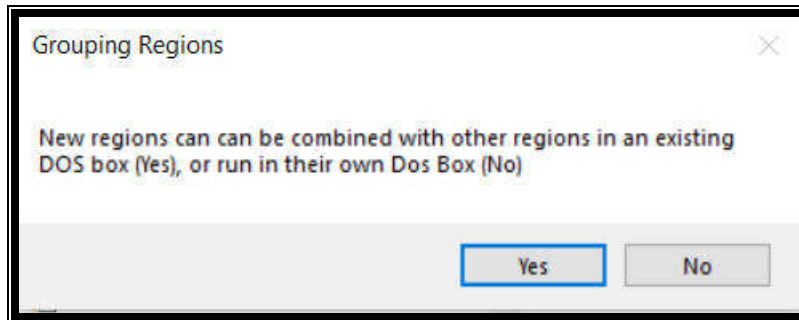 Grouping Regions
New regions can can be combined with other regions in an existing
DOS box (Yes), or run in their own Dos Box (No)
Yes No